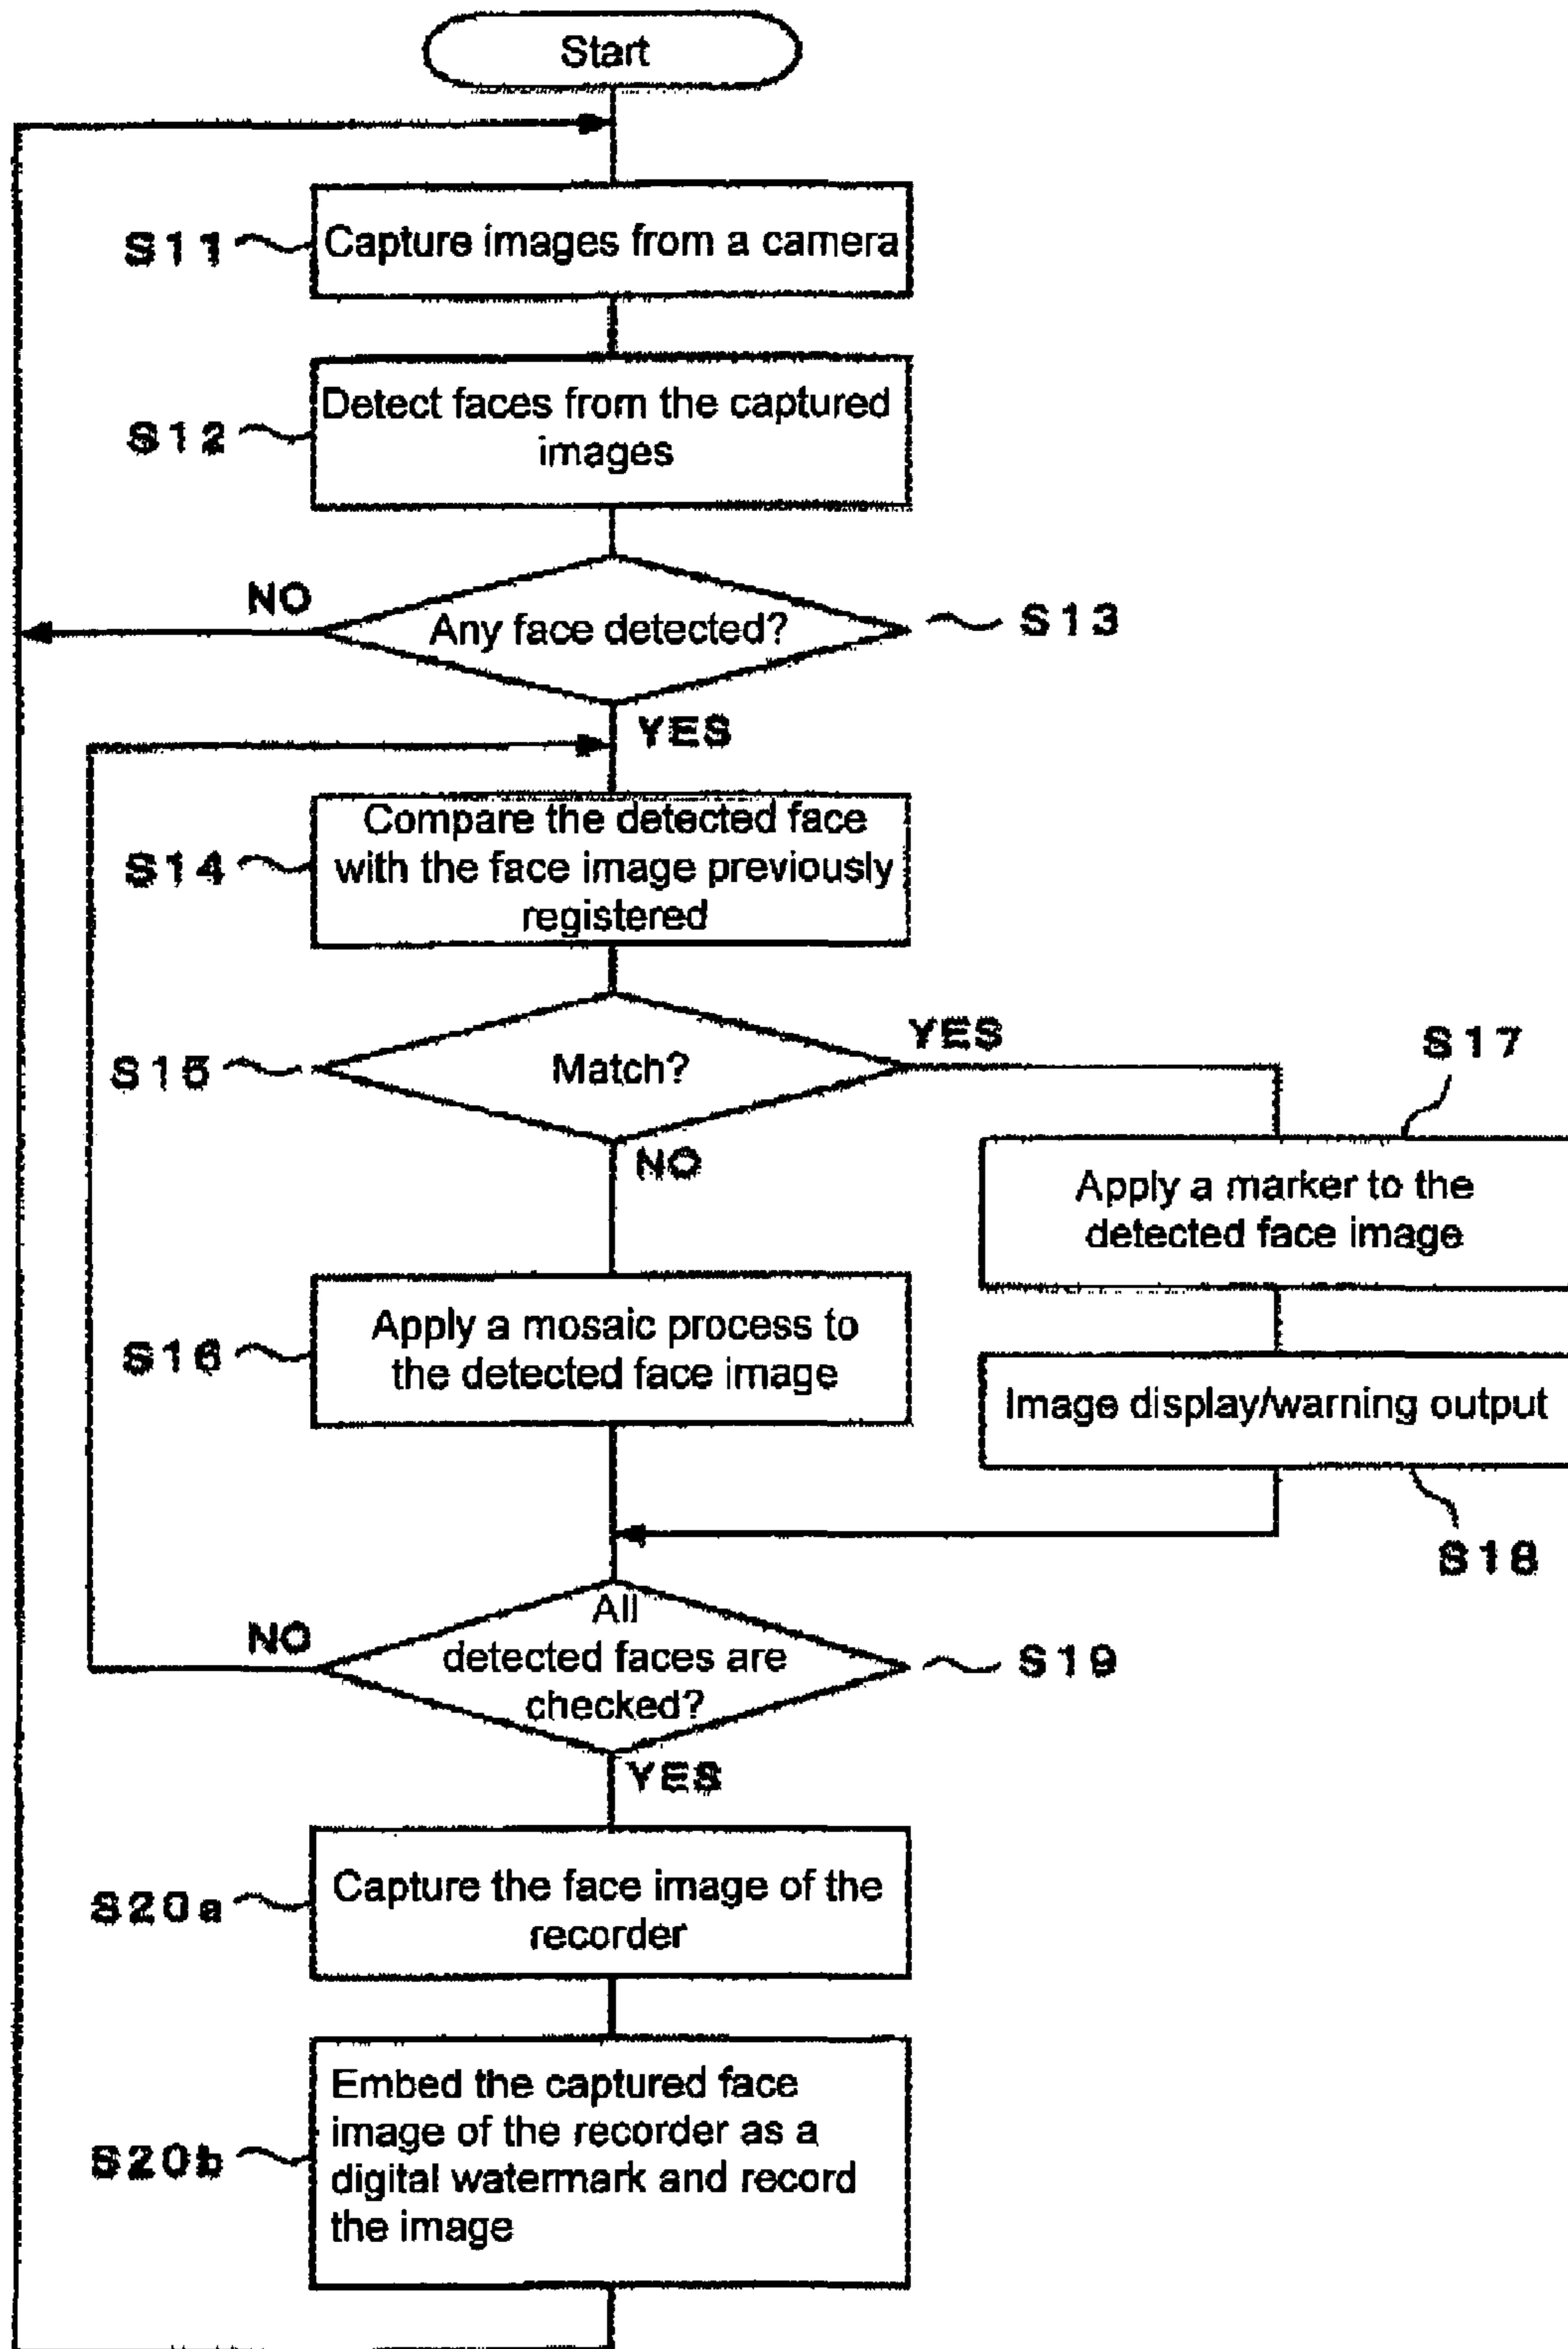 Start
S11
Capture images from a camera
S12
Detect faces from the captured
images
NO
Any face detected?
S13
YES
S14
Compare the detected face
with the face image previously
registered
S15
Match?
YES
S17
NO
Apply a marker to the
detected face image
S16
Apply a mosaic process to
the detected face image
Image display/warning output
S18
NO
All
detected faces are
checked?
S19
YES
S20a
Capture the face image of the
recorder
S20b
Embed the captured face
image of the recorder as a
digital watermark and record
the image